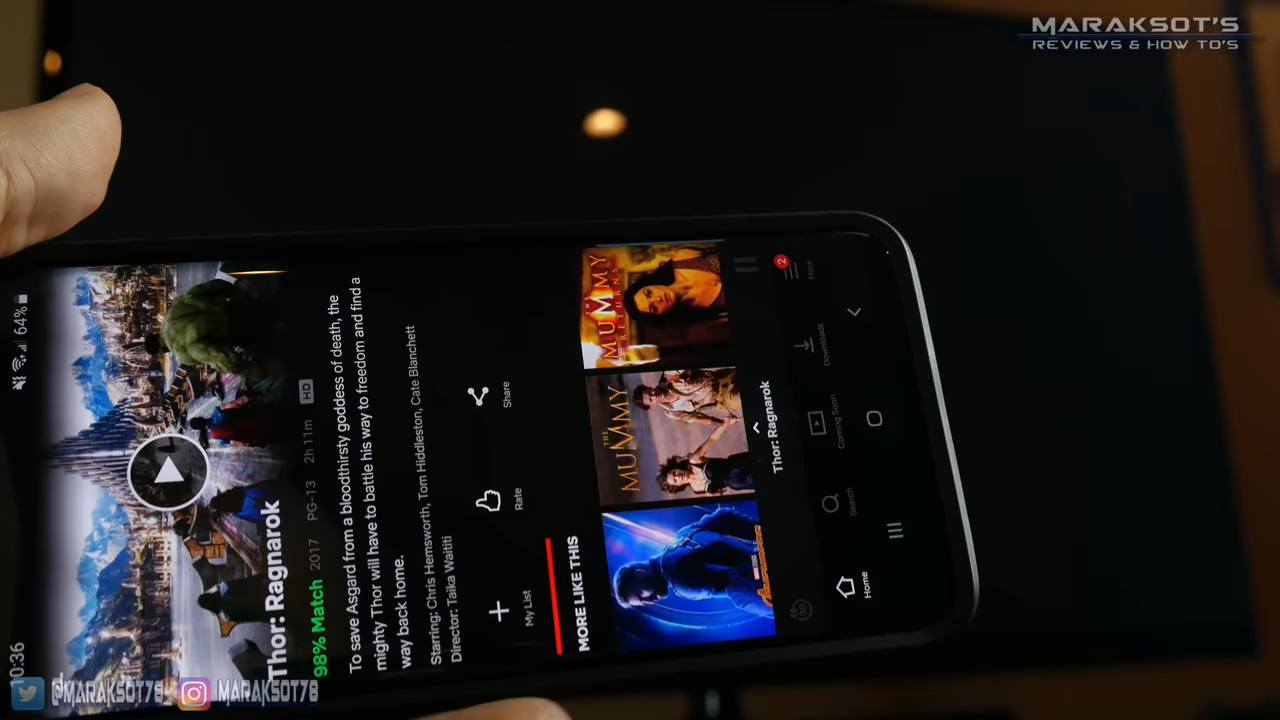 MARAKSOT'S
REVIEWS & HOW TO'S
0:36
64%
Thor: Ragnarok
98% Match 2017 PG-13 2h 11m HD
To save Asgard from a bloodthirsty goddess of death, the
mighty Thor will have to battle his way to freedom and find a
way back home.
Starring: Chris Hemsworth, Tom Hiddleston, Cate Blanchett
Director: Taika Waititi
My List
Rate
Share
MORE LIKE THIS
THE
MUMMY
THE
MUMMY
RETURNS
Thor: Ragnarok
30
2
Home
Search
Coming Soon
Downloads
More
@MARAKSOT78
MARAKSOT78